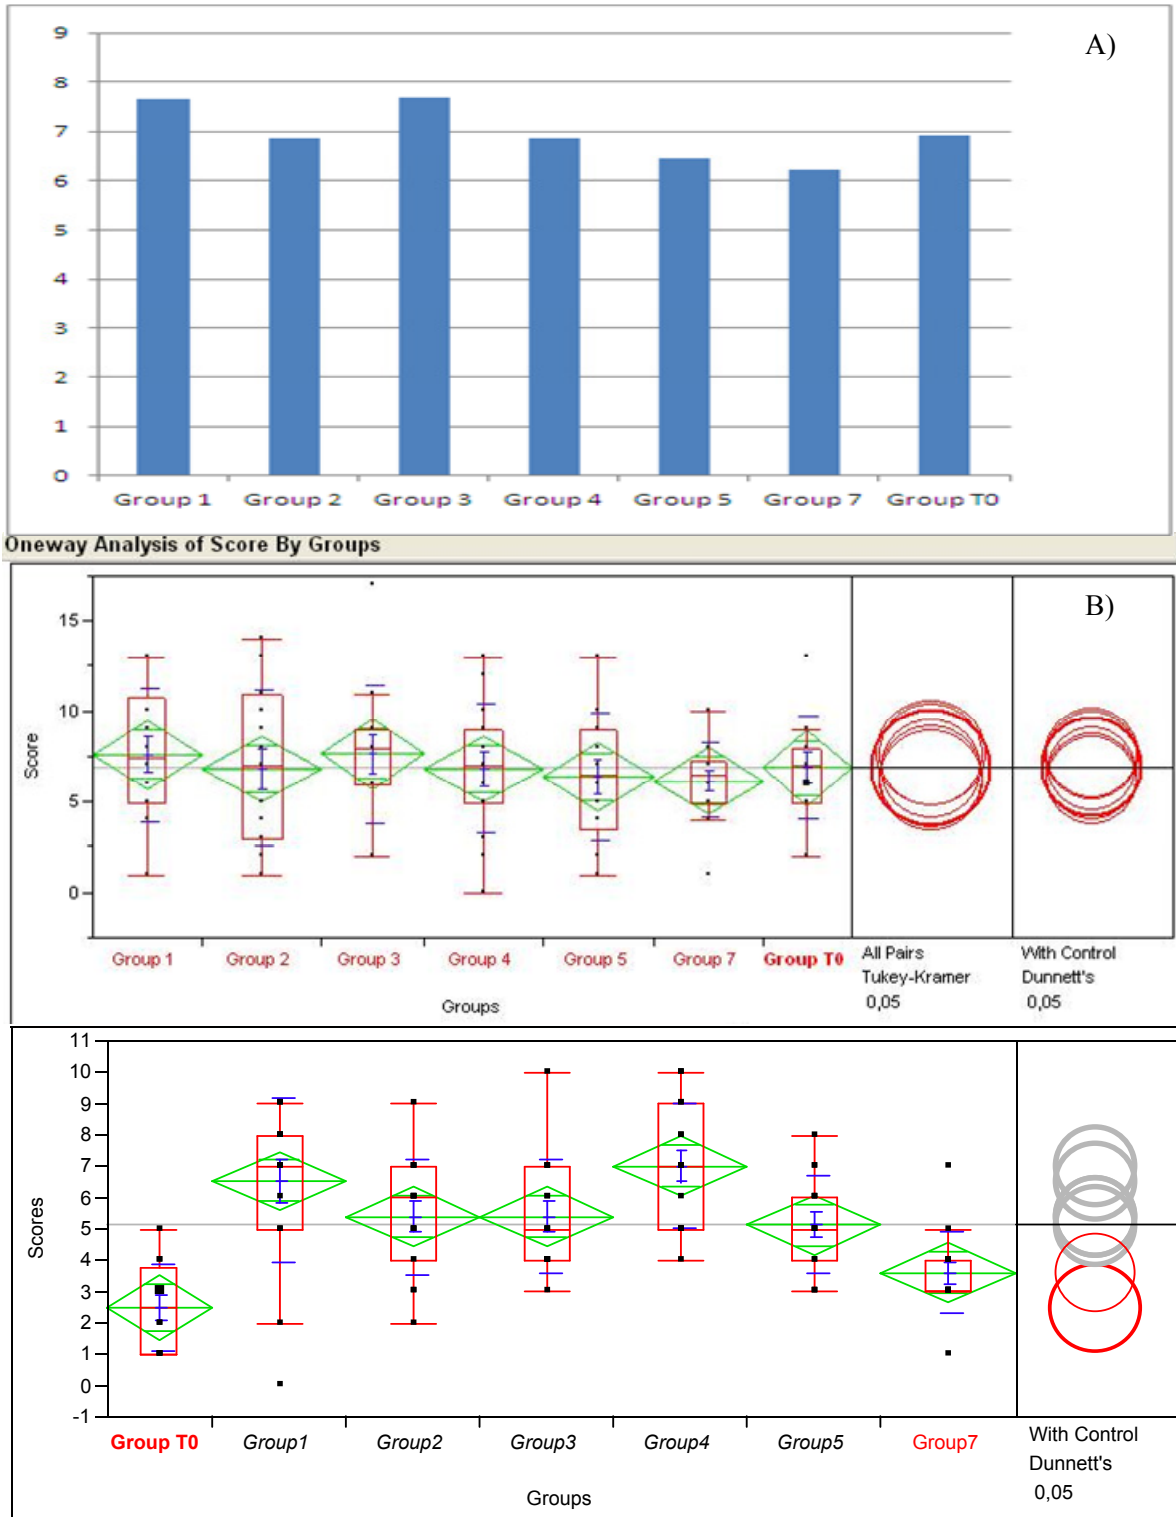 A)
9
8
7
6
5
4
3
2
1
0
Group 1 Group 2 Group 3 Group 4 Group 5 Group 7 Group T0
Oneway Analysis of Score By Groups
B)
15
10
5
0
Score
Group 1 Group 2 Group 3 Group 4 Group 5 Group 7 Group T0
Groups
All Pairs
Tukey-Kramer
0,05
With Control
Dunnett's
0,05
11
10
9
8
7
6
5
4
3
2
1
0
-1
Scores
Group T0 Group1 Group2 Group3 Group4 Group5 Group7
Groups
With Control
Dunnett's
0,05